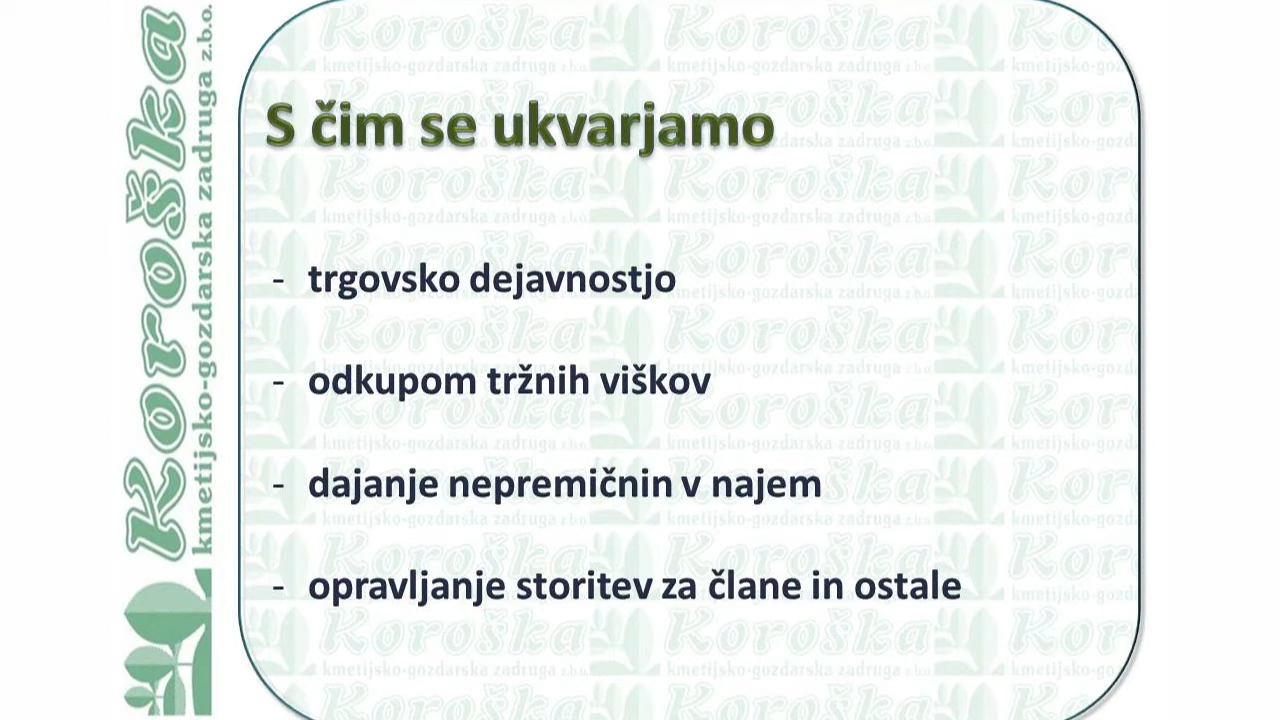 Koroška
kmetijsko-gozdarska zadruga z.b.o.
S čim se ukvarjamo
- trgovsko dejavnostjo
- odkupom tržnih viškov
- dajanje nepremičnin v najem
- opravljanje storitev za člane in ostale